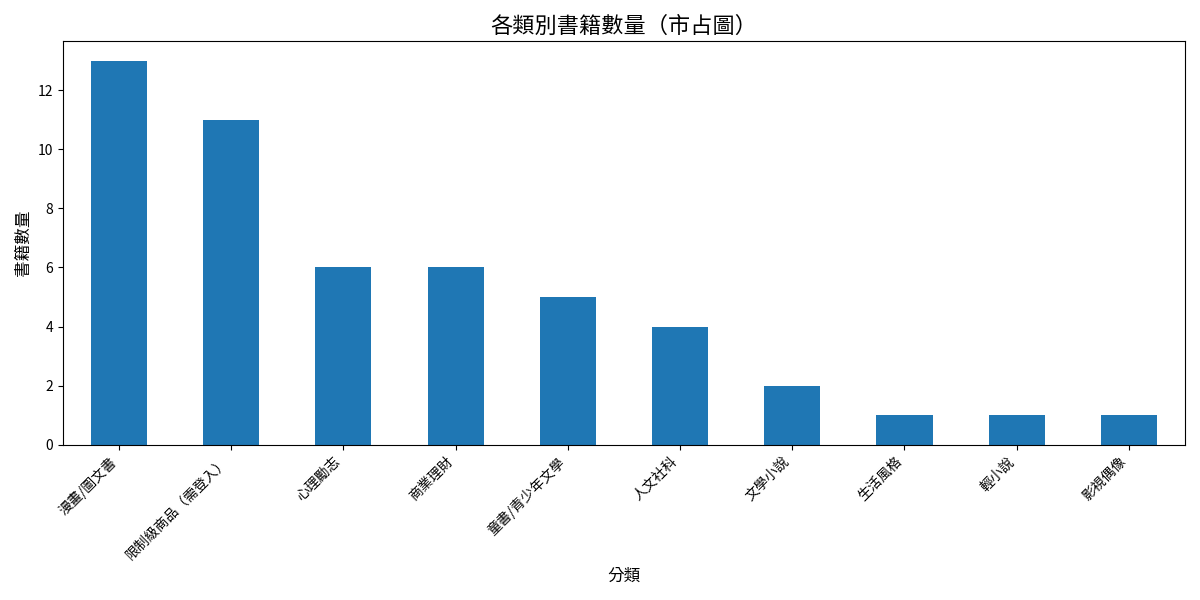 各類別書籍數量（市占圖）
書籍數量
12
10
8
6
4
2
0
漫畫/圖文書
限制級商品（需登入）
心理勵志
商業理財
童書/青少年文學
人文社科
文學小說
生活風格
輕小說
影視偶像
分類